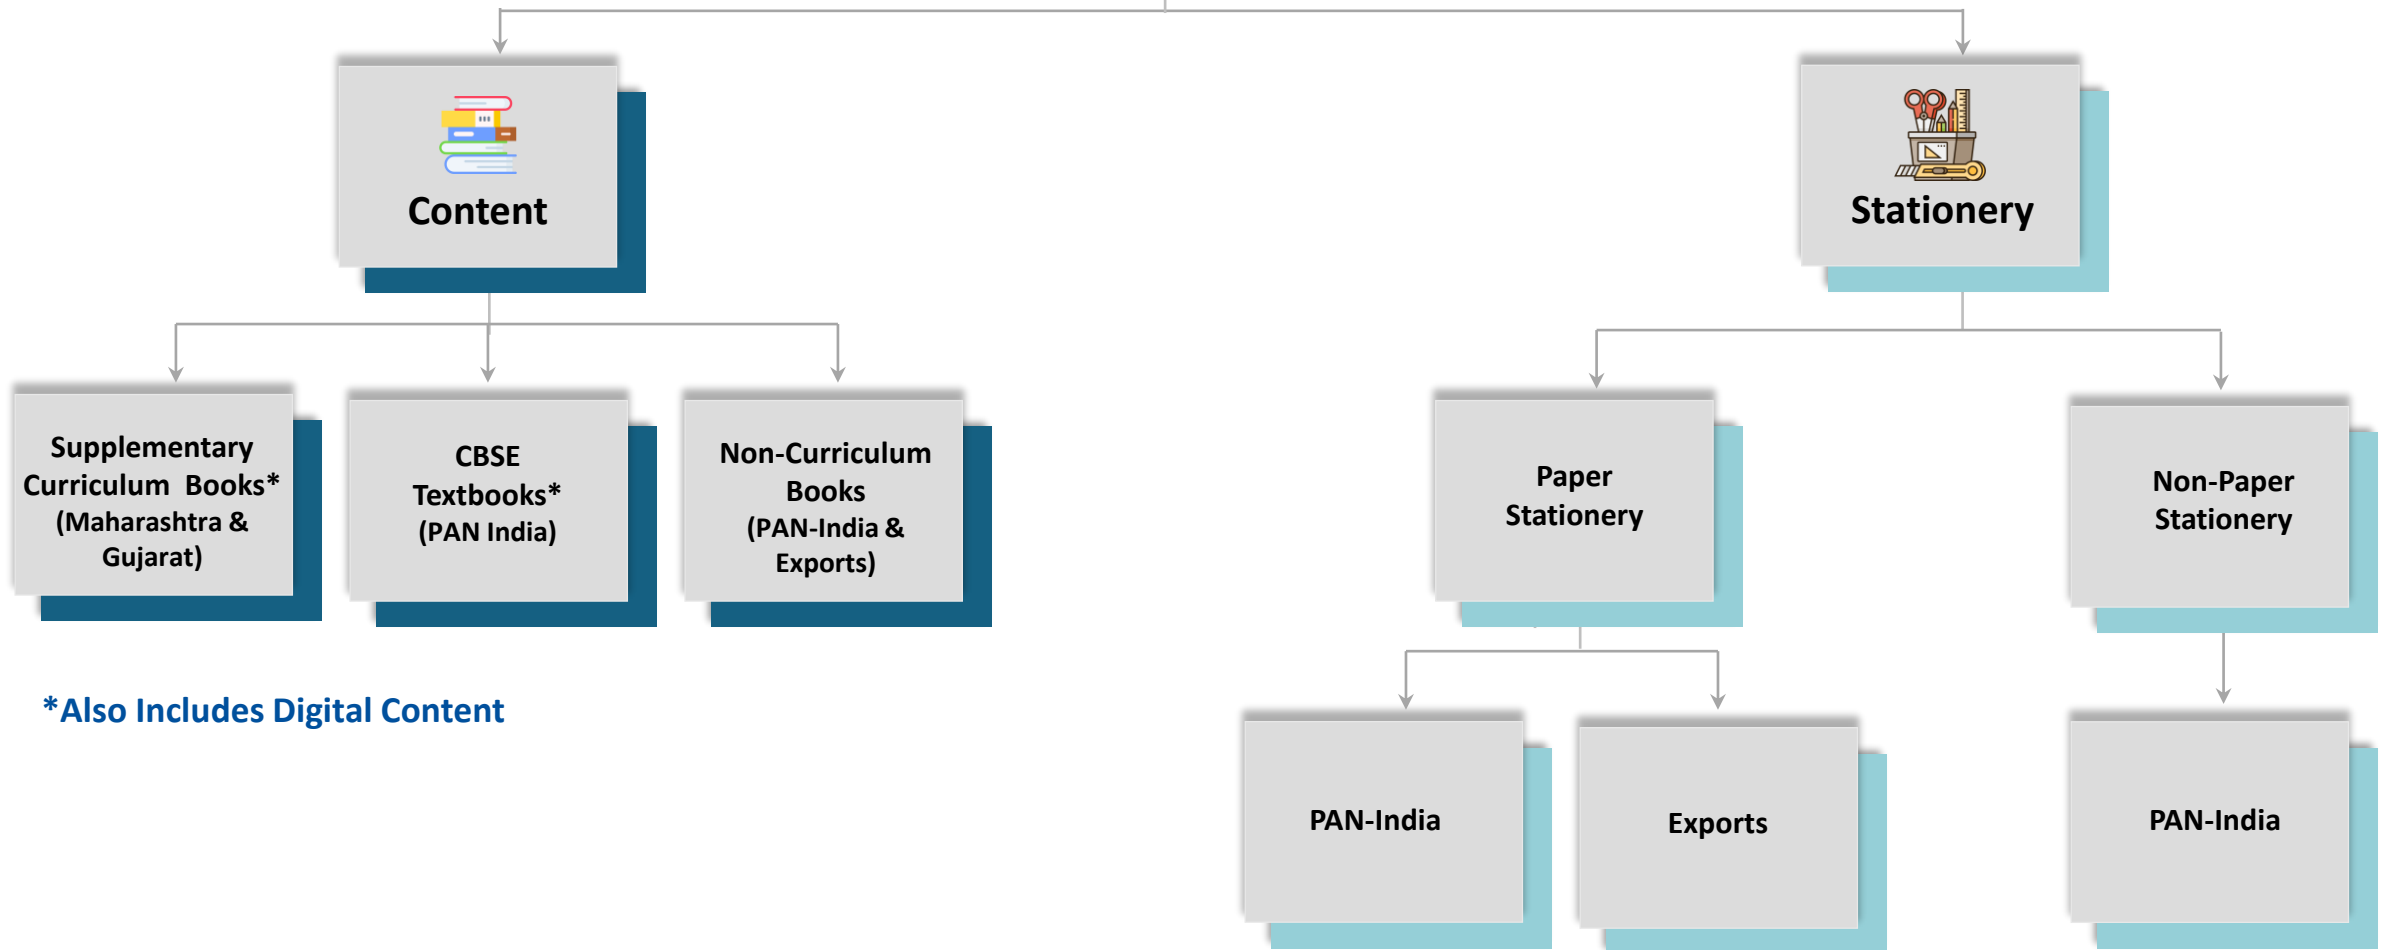 Content
Stationery
Supplementary
Curriculum  Books*
(Maharashtra &
Gujarat)
CBSE
Textbooks*
(PAN India)
Non-Curriculum
Books
(PAN-India &
Exports)
Paper
Stationery
Non-Paper
Stationery
*Also Includes Digital Content
PAN-India
Exports
PAN-India